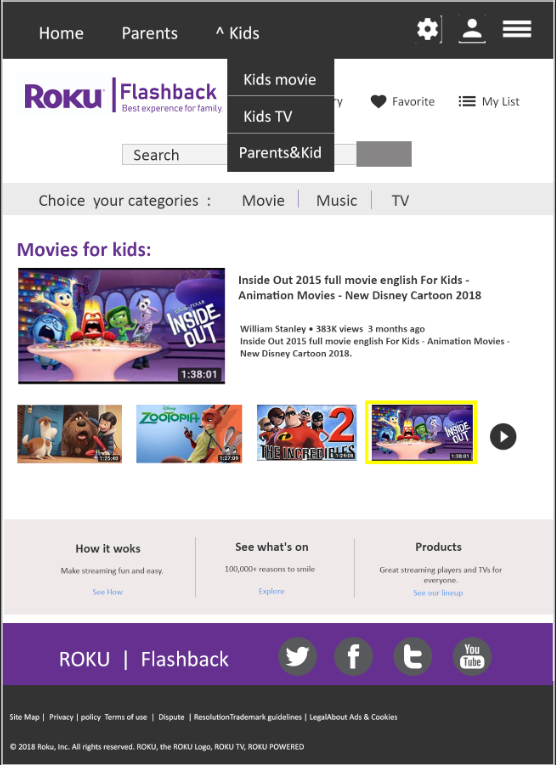 Home Parents ^ Kids
Kids movie
Kids TV
Parents&Kid
ROKU Flashback
Best experence for family.
ry Favorite My List
Search
Choice your categories : Movie Music TV
Movies for kids:
Inside Out 2015 full movie english For Kids -
Animation Movies - New Disney Cartoon 2018
William Stanley • 383K views 3 months ago
Inside Out 2015 full movie english For Kids - Animation Movies -
New Disney Cartoon 2018.
INSIDE
OUT
1:38:01
1:25:40
ZOOTOPIA
1:27:09
2
THE INCREDIBLES
INSIDE
OUT
1:38:01
How it woks
Make streaming fun and easy.
See How
See what's on
100,000+ reasons to smile
Explore
Products
Great streaming players and TVs for
everyone.
See our lineup
ROKU | Flashback
You
Tube
Site Map | Privacy | policy Terms of use | Dispute | ResolutionTrademark guidelines | LegalAbout Ads & Cookies
© 2018 Roku, Inc. All rights reserved. ROKU, the ROKU Logo, ROKU TV, ROKU POWERED